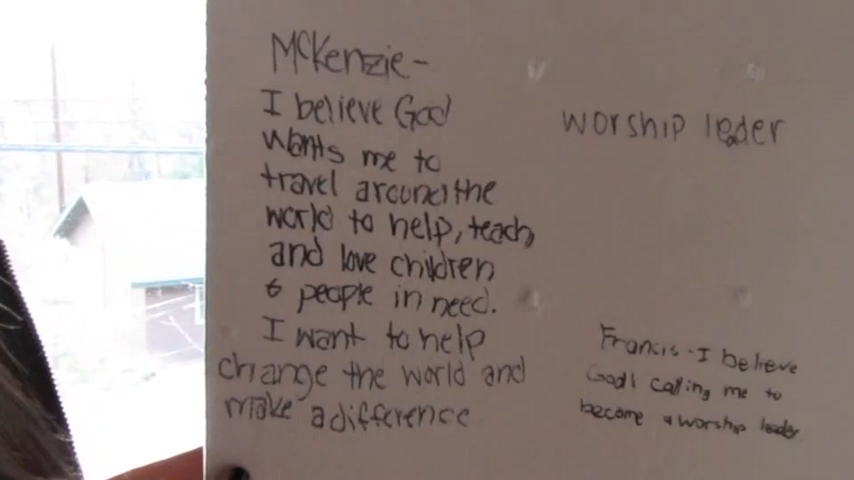 McKenzie -
I believe God
wants me to
travel around the
world to help, teach,
and love children
& people in need.
I want to help
change the world and
make a difference
worship leader
Francis - I believe
God calling me to
become a worship leader